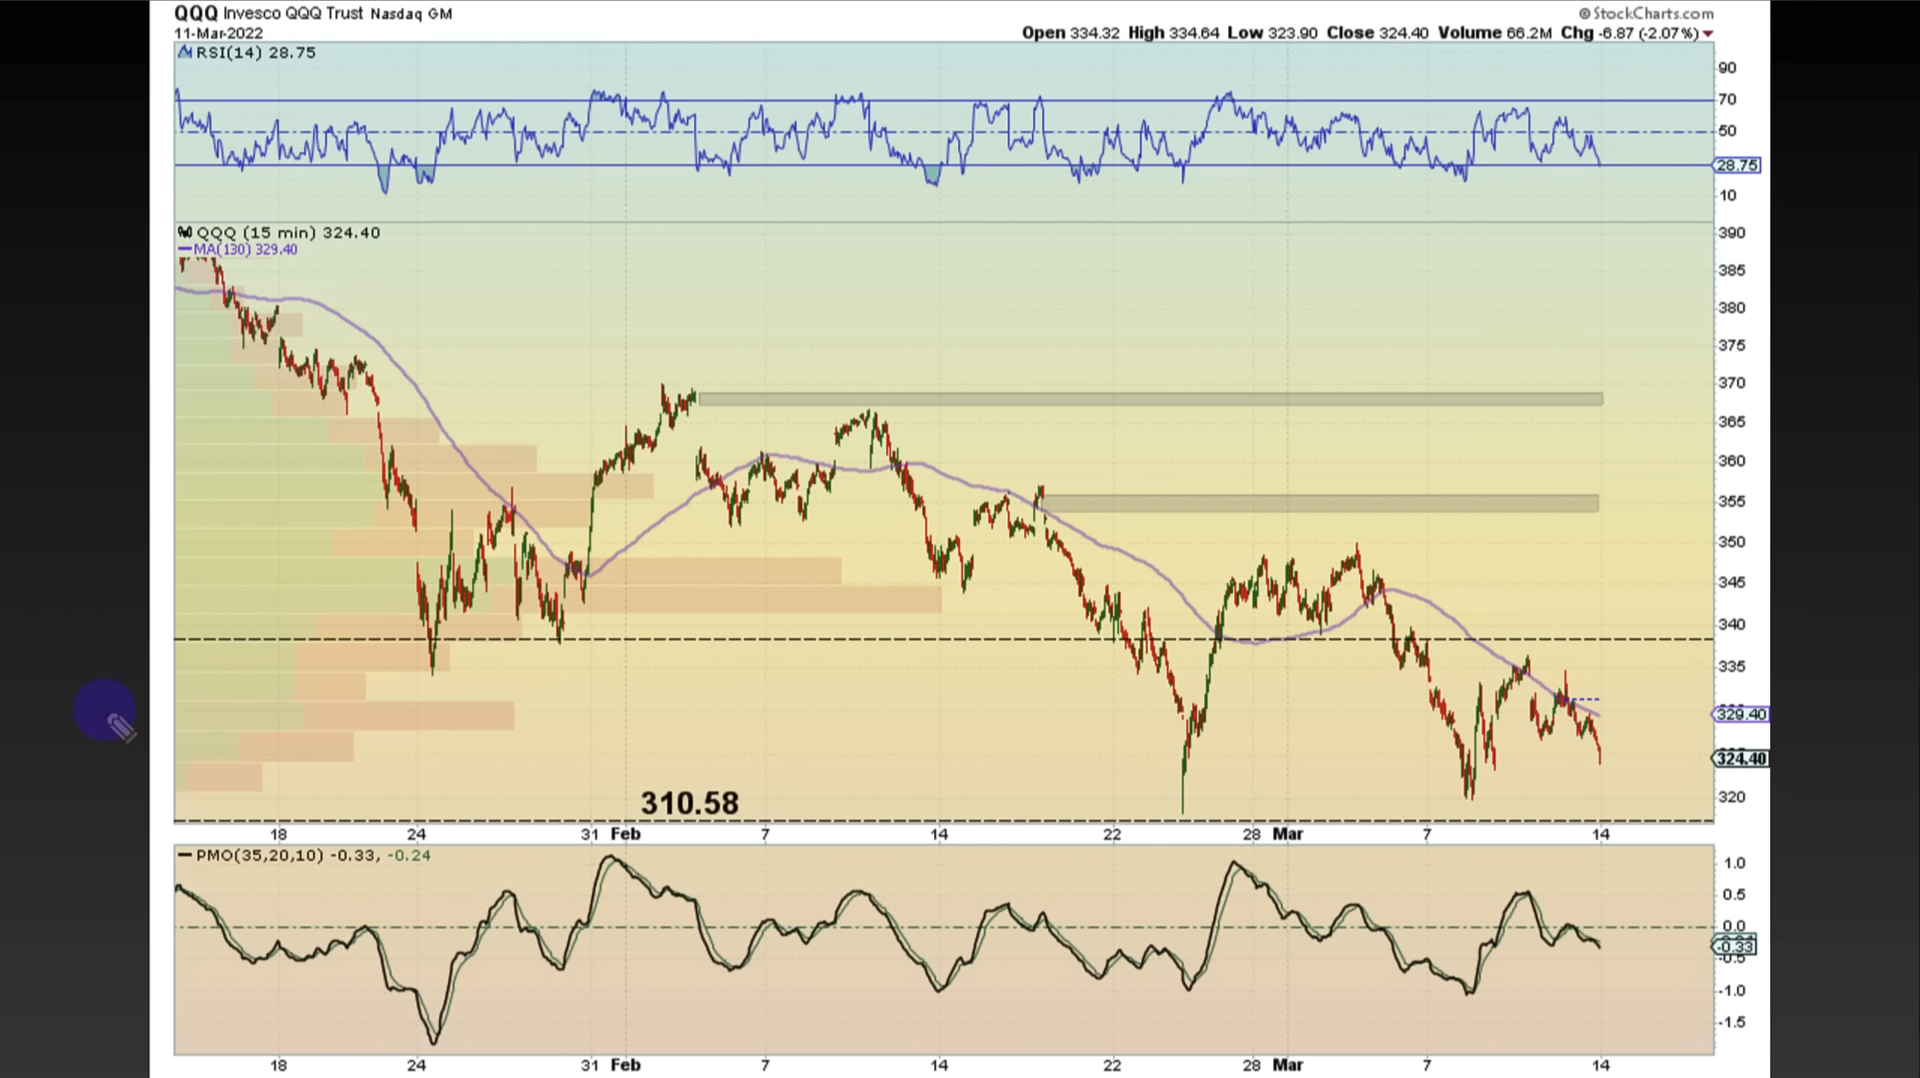 QQQ Invesco QQQ Trust Nasdaq GM
© StockCharts.com
11-Mar-2022
Open 334.32 High 334.64 Low 323.90 Close 324.40 Volume 66.2M Chg -6.87 (-2.07%)
RSI(14) 28.75
90
70
50
28.75
10
QQQ (15 min) 324.40
MA(130) 329.40
390
385
380
375
370
365
360
355
350
345
340
335
329.40
324.40
320
310.58
18 24 31 Feb 7 14 22 28 Mar 7 14
PMO(35,20,10) -0.33, -0.24
1.0
0.5
0.0
-0.33
-0.5
-1.0
-1.5
18 24 31 Feb 7 14 22 28 Mar 7 14